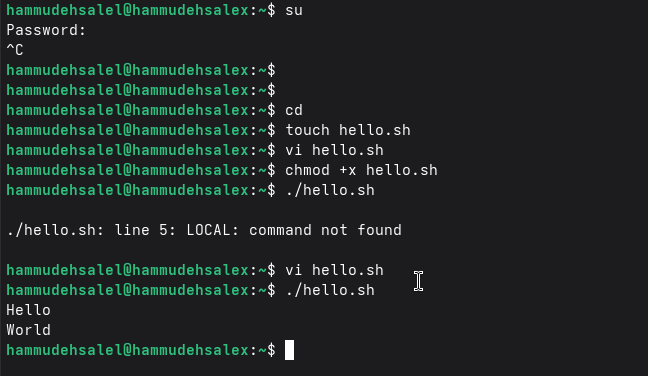 hammudehsalel@hammudehsalex:~$ su
Password:
^C
hammudehsalel@hammudehsalex:~$
hammudehsalel@hammudehsalex:~$
hammudehsalel@hammudehsalex:~$ cd
hammudehsalel@hammudehsalex:~$ touch hello.sh
hammudehsalel@hammudehsalex:~$ vi hello.sh
hammudehsalel@hammudehsalex:~$ chmod +x hello.sh
hammudehsalel@hammudehsalex:~$ ./hello.sh
./hello.sh: line 5: LOCAL: command not found
hammudehsalel@hammudehsalex:~$ vi hello.sh
hammudehsalel@hammudehsalex:~$ ./hello.sh
Hello
World
hammudehsalel@hammudehsalex:~$